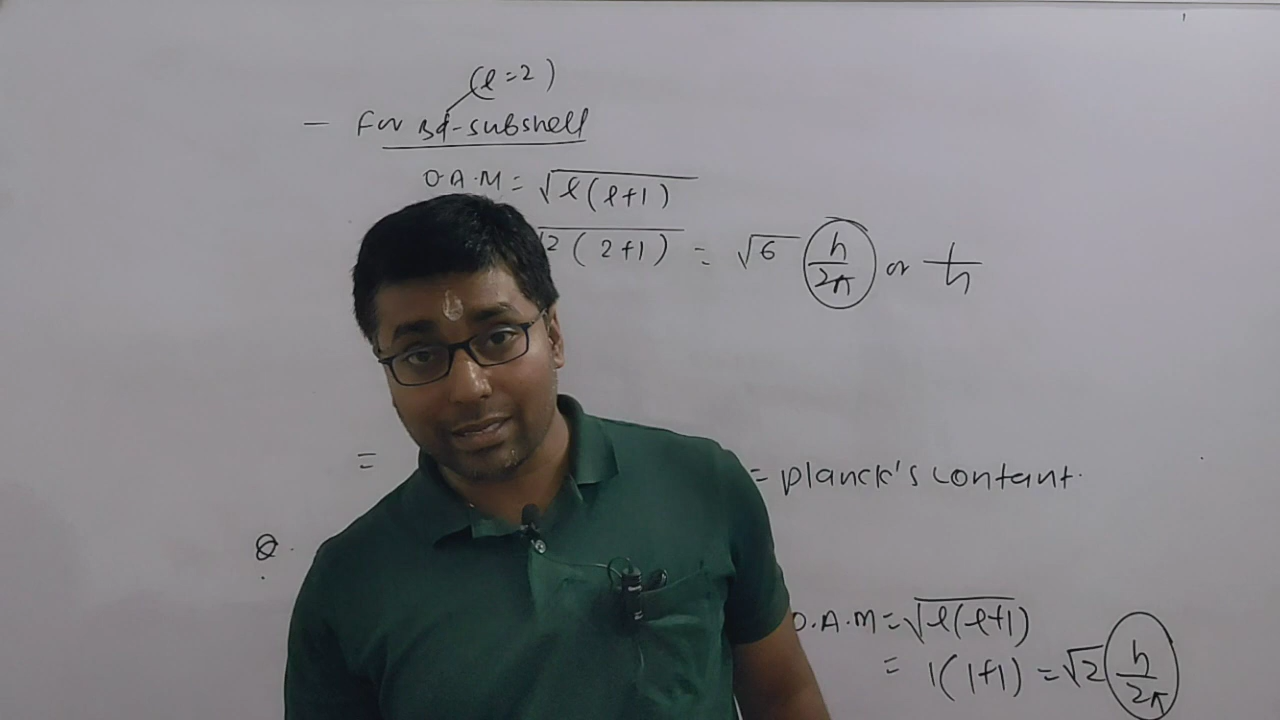 (l=2)
- For 3d-subshell
O.A.M = √l(l+1)
√2(2+1) = √6 (h/2π) or ħ
=
= planck's contant.
Q.
O.A.M = √l(l+1)
= 1(1+1) = √2 (h/2π)